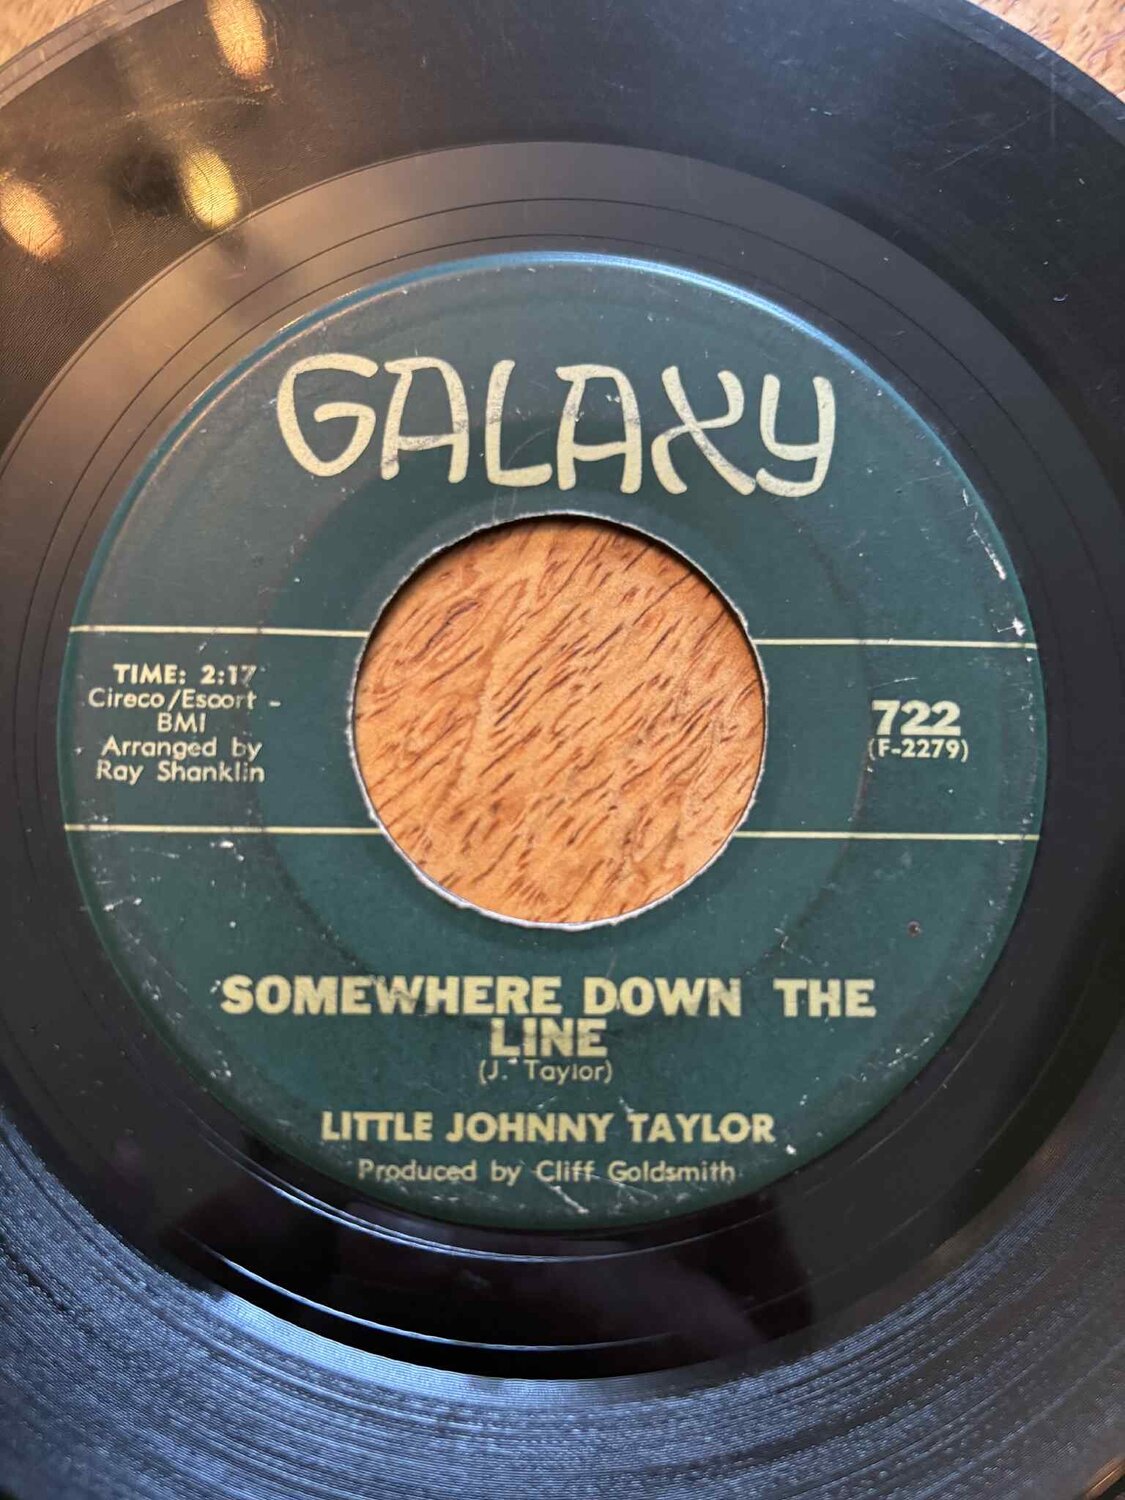 GALAXY
TIME: 2:17
Cireco/Escort -
BMI
Arranged by
Ray Shanklin
722
(F-2279)
SOMEWHERE DOWN THE
LINE
(J. Taylor)
LITTLE JOHNNY TAYLOR
Produced by Cliff Goldsmith